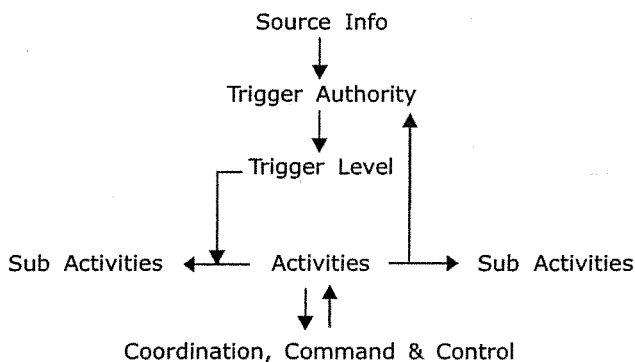 Source Info
Trigger Authority
Trigger Level
Sub Activities Activities Sub Activities
Coordination, Command & Control